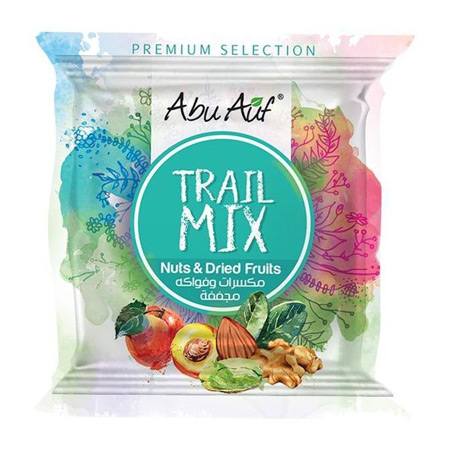 PREMIUM SELECTION
Abu Auf®
TRAIL
MIX
Nuts & Dried Fruits
مكسرات وفواكه
مجففة